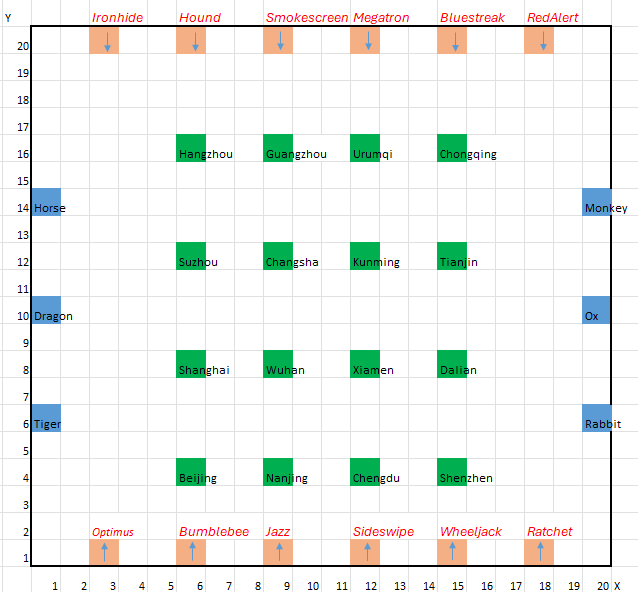 Y Ironhide Hound Smokescreen Megatron Bluestreak RedAlert
20
19
18
17
16 Hangzhou Guangzhou Urumqi Chongqing
15
14 Horse Monkey
13
12 Suzhou Changsha Kunming Tianjin
11
10 Dragon Ox
9
8 Shanghai Wuhan Xiamen Dalian
7
6 Tiger Rabbit
5
4 Beijing Nanjing Chengdu Shenzhen
3
2 Optimus Bumblebee Jazz Sideswipe Wheeljack Ratchet
1
1 2 3 4 5 6 7 8 9 10 11 12 13 14 15 16 17 18 19 20 X